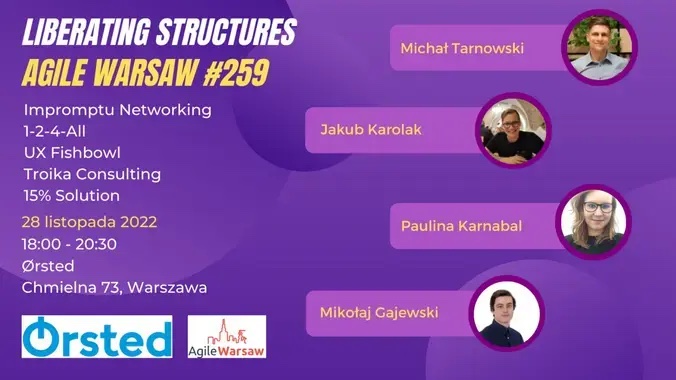 LIBERATING STRUCTURES
AGILE WARSAW #259
Impromptu Networking
1-2-4-All
UX Fishbowl
Troika Consulting
15% Solution
28 listopada 2022
18:00 - 20:30
Ørsted
Chmielna 73, Warszawa
Ørsted
AgileWarsaw
Michał Tarnowski
Jakub Karolak
Paulina Karnabal
Mikołaj Gajewski